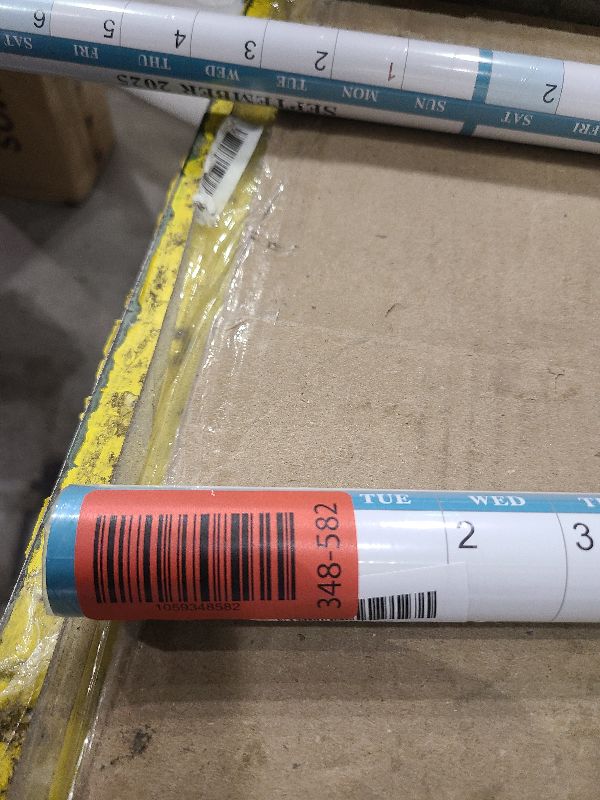 6 5 4 3 2 1 2
SAT FRI THU WED TUE MON SUN SAT FRI
SEPTEMBER 2025
TUE WED
2 3
348-582
1059348582